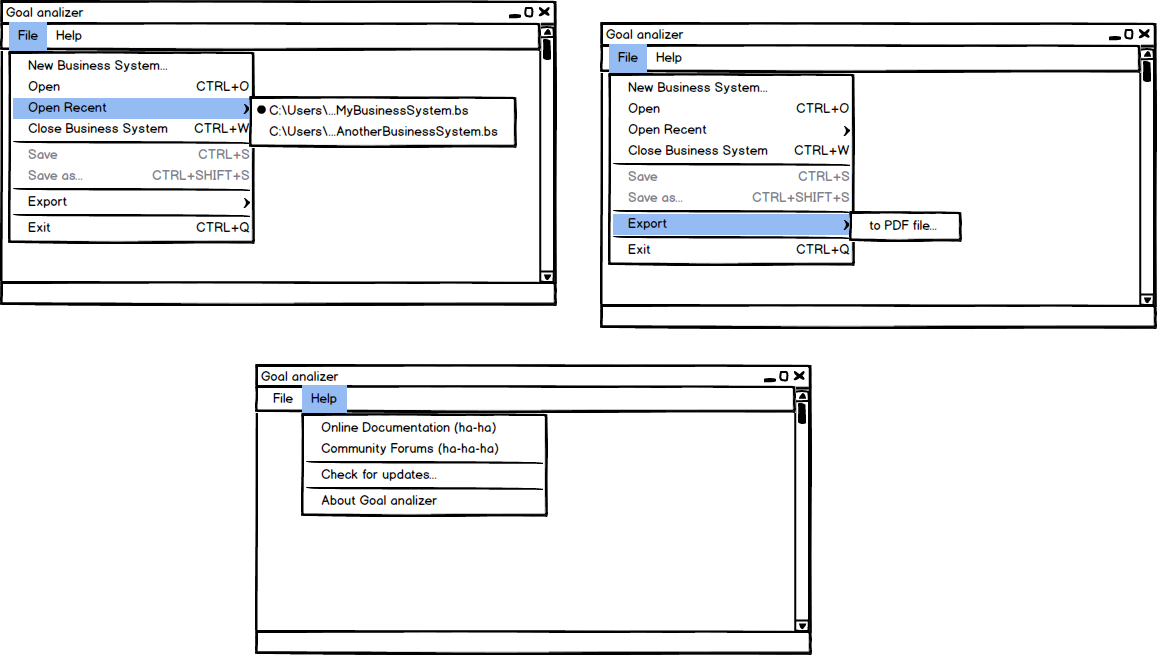 Goal analizer
File Help
New Business System...
Open CTRL+O
Open Recent
C:\Users\...MyBusinessSystem.bs
C:\Users\...AnotherBusinessSystem.bs
Close Business System CTRL+W
Save CTRL+S
Save as... CTRL+SHIFT+S
Export
Exit CTRL+Q
Goal analizer
File Help
New Business System...
Open CTRL+O
Open Recent
Close Business System CTRL+W
Save CTRL+S
Save as... CTRL+SHIFT+S
Export
to PDF file...
Exit CTRL+Q
Goal analizer
File Help
Online Documentation (ha-ha)
Community Forums (ha-ha-ha)
Check for updates...
About Goal analizer